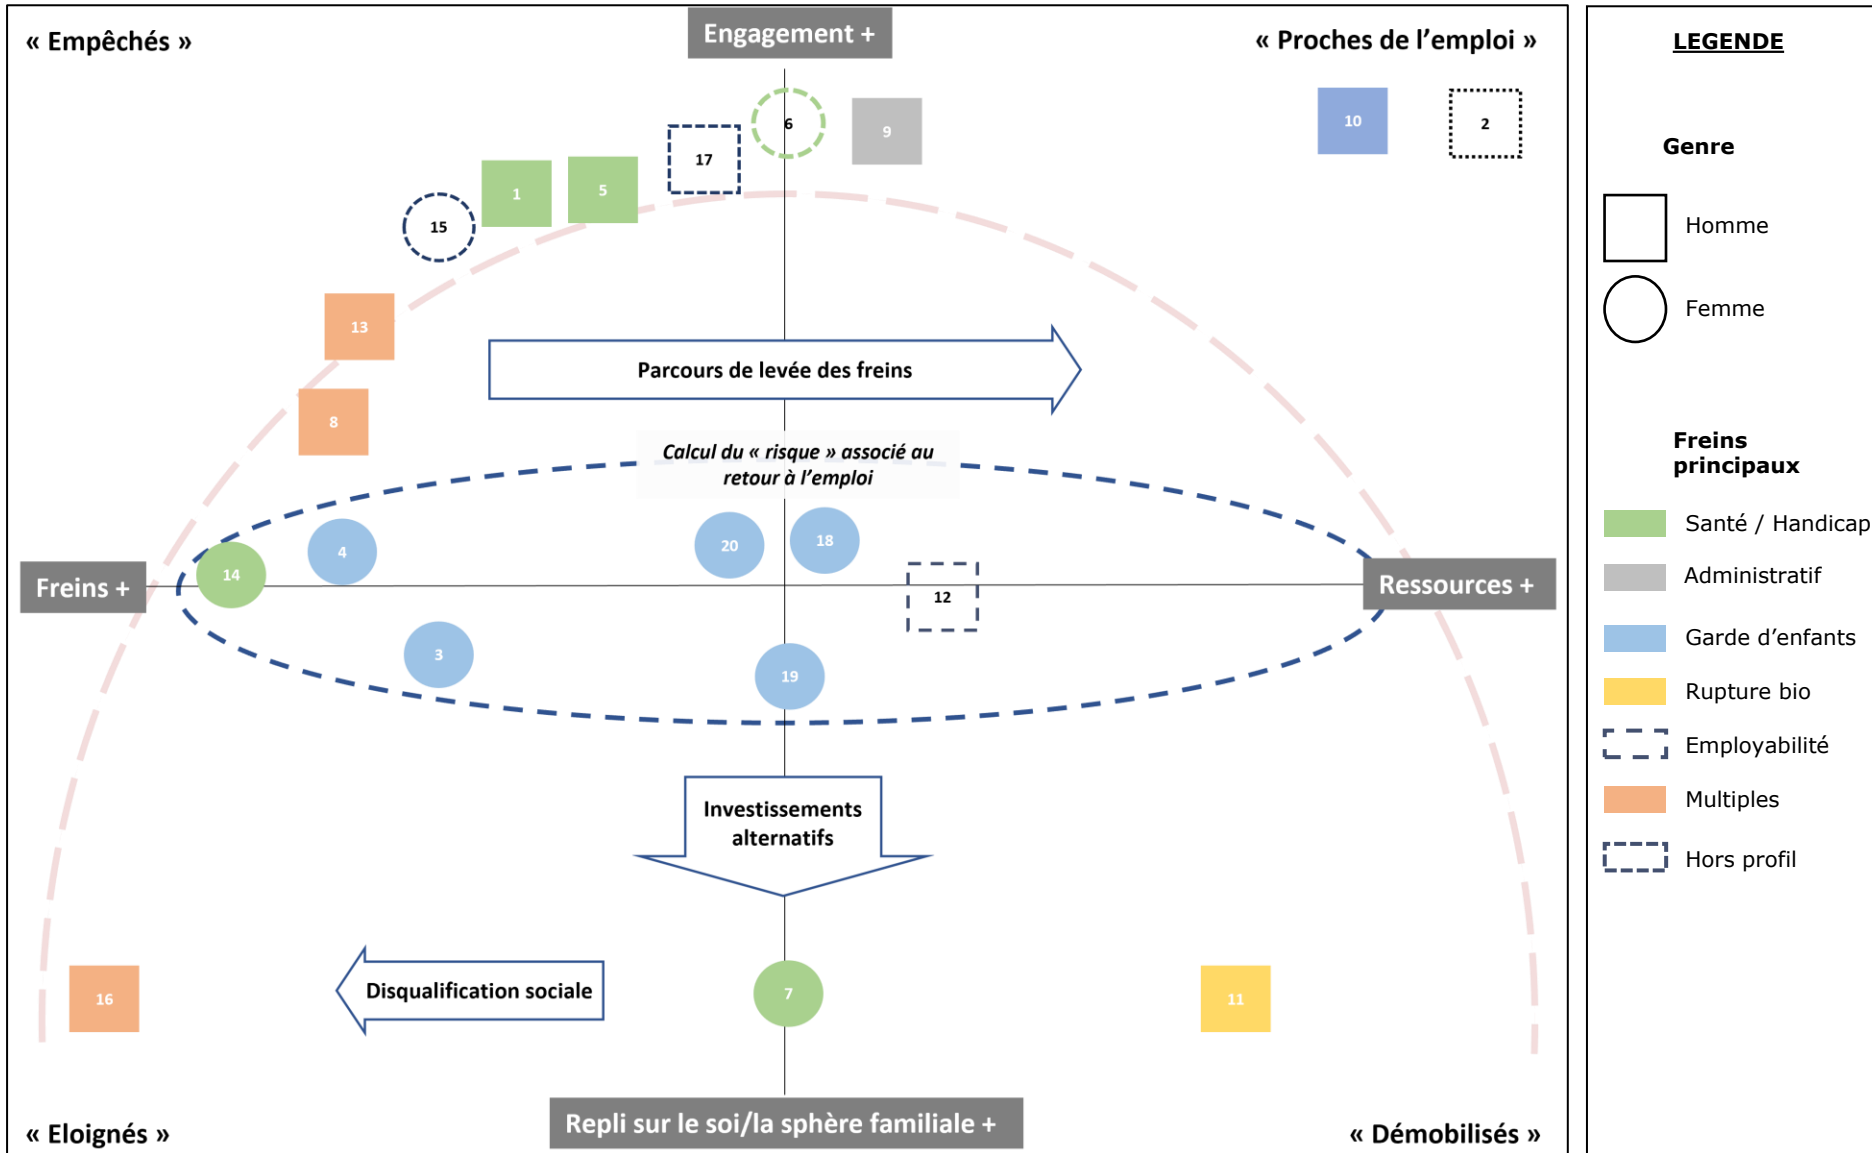 « Empêchés »
Engagement +
« Proches de l’emploi »
6
9
10
2
17
1
5
15
13
Parcours de levée des freins
8
Calcul du « risque » associé au
retour à l’emploi
4
20
18
14
Freins +
Ressources +
12
3
19
Investissements
alternatifs
Disqualification sociale
16
7
11
Repli sur le soi/la sphère familiale +
« Eloignés »
« Démobilisés »
LEGENDE
Genre
Homme
Femme
Freins
principaux
Santé / Handicap
Administratif
Garde d’enfants
Rupture bio
Employabilité
Multiples
Hors profil